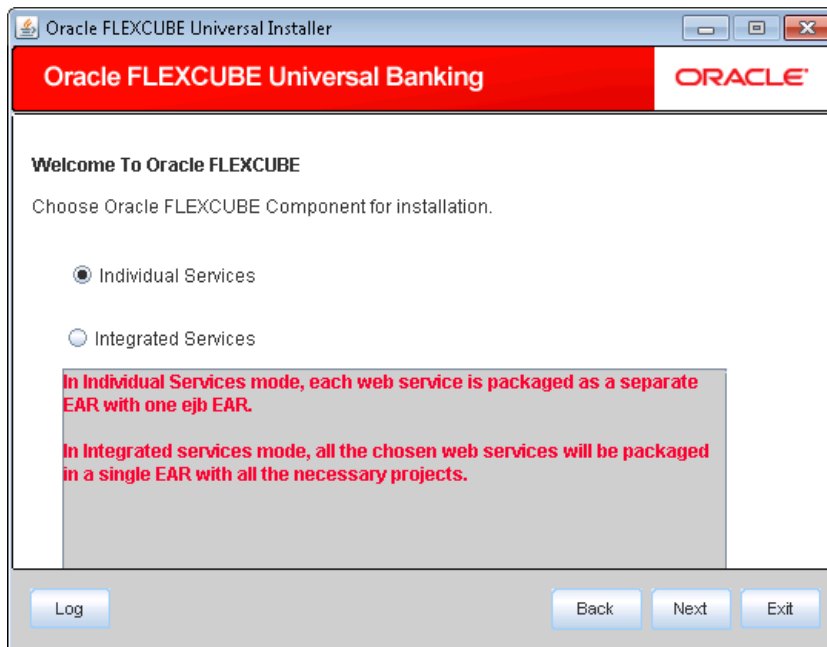 Oracle FLEXCUBE Universal Installer
Oracle FLEXCUBE Universal Banking
ORACLE
Welcome To Oracle FLEXCUBE
Choose Oracle FLEXCUBE Component for installation.
Individual Services
Integrated Services
In Individual Services mode, each web service is packaged as a separate
EAR with one ejb EAR.
In Integrated services mode, all the chosen web services will be packaged
in a single EAR with all the necessary projects.
Log
Back
Next
Exit